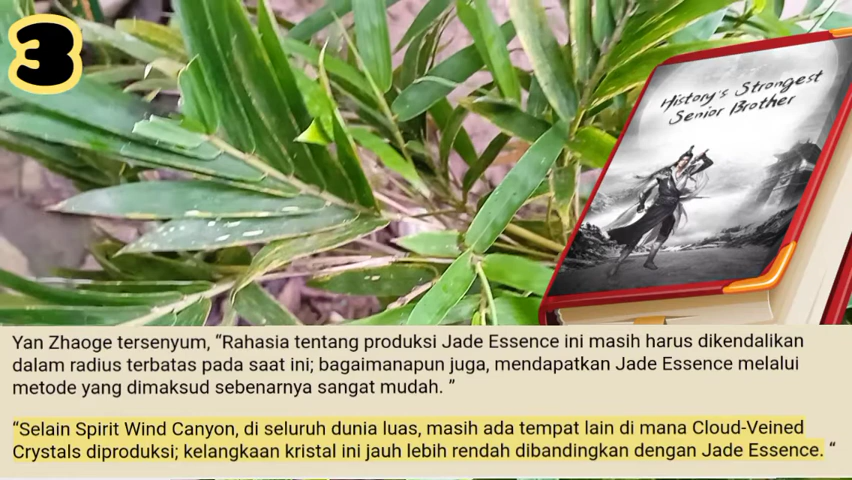 3
History's Strongest
Senior Brother
Yan Zhaoge tersenyum, “Rahasia tentang produksi Jade Essence ini masih harus dikendalikan
dalam radius terbatas pada saat ini; bagaimanapun juga, mendapatkan Jade Essence melalui
metode yang dimaksud sebenarnya sangat mudah. ”
“Selain Spirit Wind Canyon, di seluruh dunia luas, masih ada tempat lain di mana Cloud-Veined
Crystals diproduksi; kelangkaan kristal ini jauh lebih rendah dibandingkan dengan Jade Essence. “